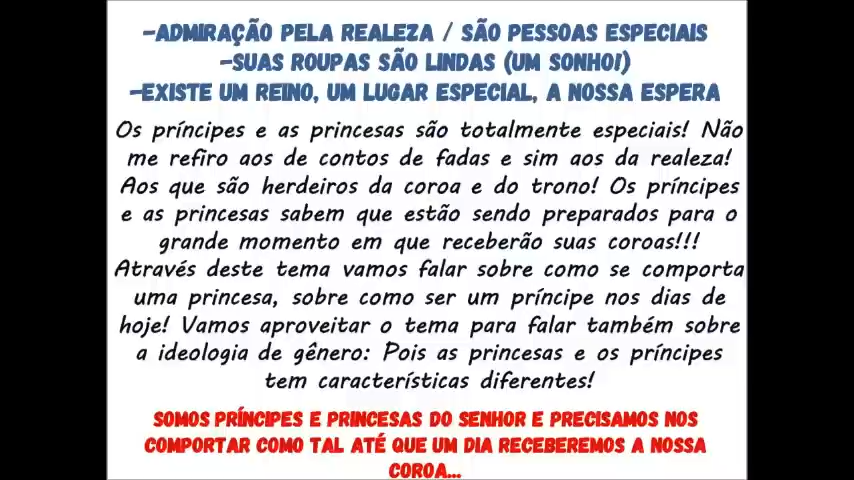 -ADMIRAÇÃO PELA REALEZA / SÃO PESSOAS ESPECIAIS
-SUAS ROUPAS SÃO LINDAS (UM SONHO!)
-EXISTE UM REINO, UM LUGAR ESPECIAL, A NOSSA ESPERA
Os príncipes e as princesas são totalmente especiais! Não
me refiro aos de contos de fadas e sim aos da realeza!
Aos que são herdeiros da coroa e do trono! Os príncipes
e as princesas sabem que estão sendo preparados para o
grande momento em que receberão suas coroas!!!
Através deste tema vamos falar sobre como se comporta
uma princesa, sobre como ser um príncipe nos dias de
hoje! Vamos aproveitar o tema para falar também sobre
a ideologia de gênero: Pois as princesas e os príncipes
tem características diferentes!
SOMOS PRÍNCIPES E PRINCESAS DO SENHOR E PRECISAMOS NOS
COMPORTAR COMO TAL ATÉ QUE UM DIA RECEBEREMOS A NOSSA
COROA...